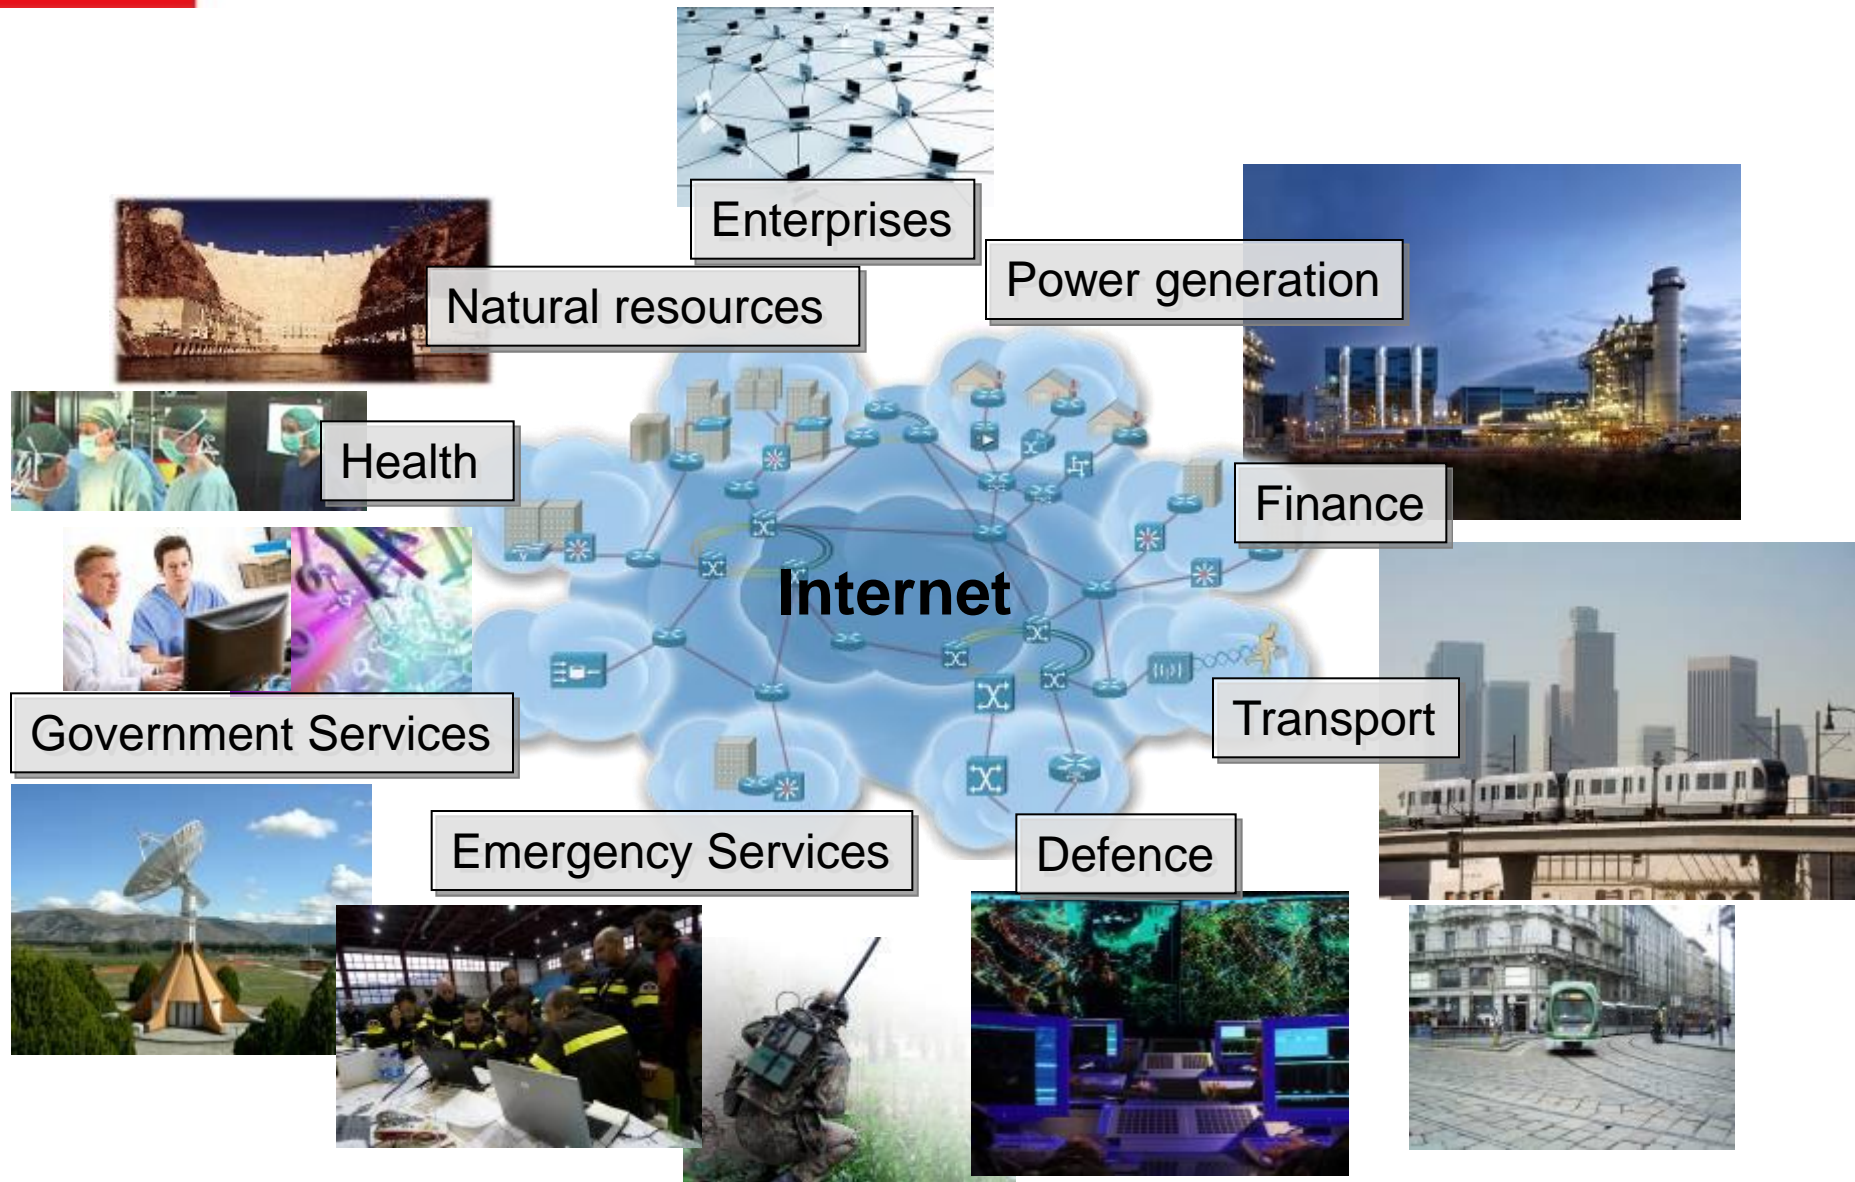 Enterprises
Power generation
Natural resources
Health
Finance
Internet
Government Services
Transport
Emergency Services
Defence